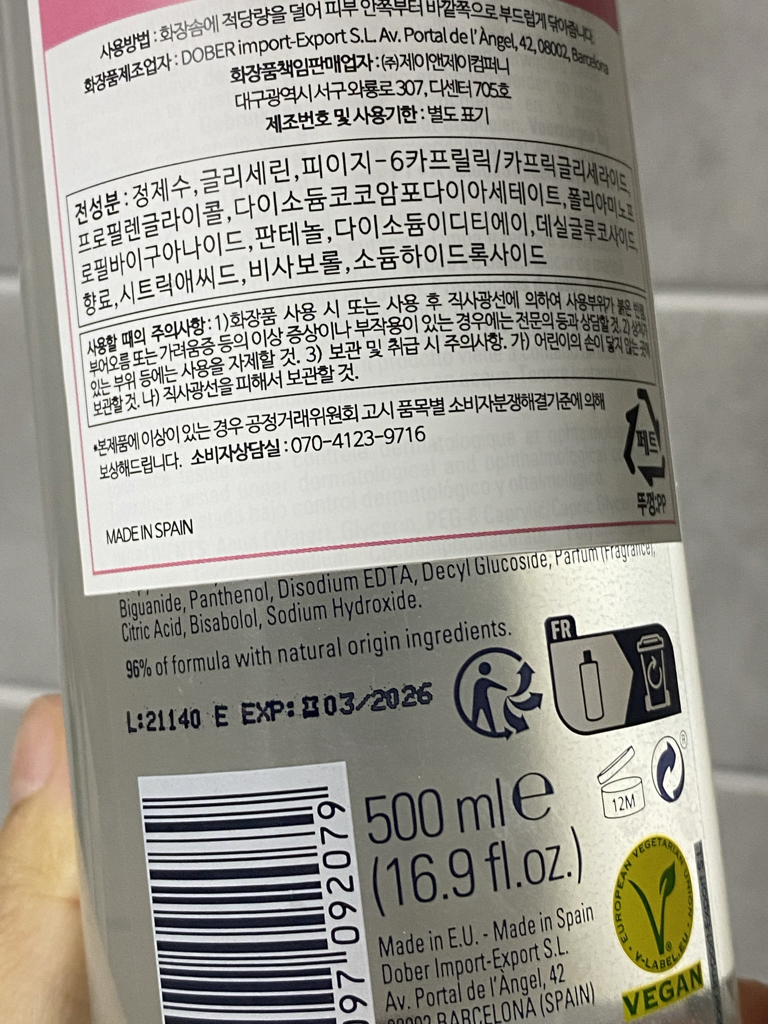 사용방법 : 화장솜에 적당량을 덜어 피부 안쪽부터 바깥쪽으로 부드럽게 닦아줍니다.
화장품제조업자 : DOBER import-Export S.L. Av. Portal de l'Àngel, 42, 08002, Barcelona
화장품책임판매업자 : ㈜제이앤제이컴퍼니
대구광역시 서구 와룡로 307, 디센터 705호
제조번호 및 사용기한 : 별도 표기
전성분 : 정제수, 글리세린, 피이지-6카프릴릭/카프릭글리세라이드,
프로필렌글라이콜, 다이소듐코코암포다이아세테이트, 폴리아미노프
로필바이구아나이드, 판테놀, 다이소듐이디티에이, 데실글루코사이드,
향료, 시트릭애씨드, 비사보롤, 소듐하이드록사이드
사용할 때의 주의사항 : 1) 화장품 사용 시 또는 사용 후 직사광선에 의하여 사용부위가 붉은 반점,
부어오름 또는 가려움증 등의 이상 증상이나 부작용이 있는 경우에는 전문의 등과 상담할 것. 2) 상처가
있는 부위 등에는 사용을 자제할 것. 3) 보관 및 취급 시 주의사항. 가) 어린이의 손이 닿지 않는 곳에
보관할 것. 나) 직사광선을 피해서 보관할 것.
*본제품에 이상이 있는 경우 공정거래위원회 고시 품목별 소비자분쟁해결기준에 의해
보상해드립니다. 소비자상담실 : 070-4123-9716
페트
뚜껑:PP
MADE IN SPAIN
Biguanide, Panthenol, Disodium EDTA, Decyl Glucoside, Parfum (Fragrance),
Citric Acid, Bisabolol, Sodium Hydroxide.
96% of formula with natural origin ingredients.
FR
L:21140 E EXP: 03/2026
12M
500 ml e
(16.9 fl.oz.)
097092079
Made in E.U. - Made in Spain
Dober Import-Export S.L.
Av. Portal de l'Àngel, 42
08002 BARCELONA (SPAIN)
EUROPEAN VEGETARIAN UNION
V-LABEL.EU
VEGAN